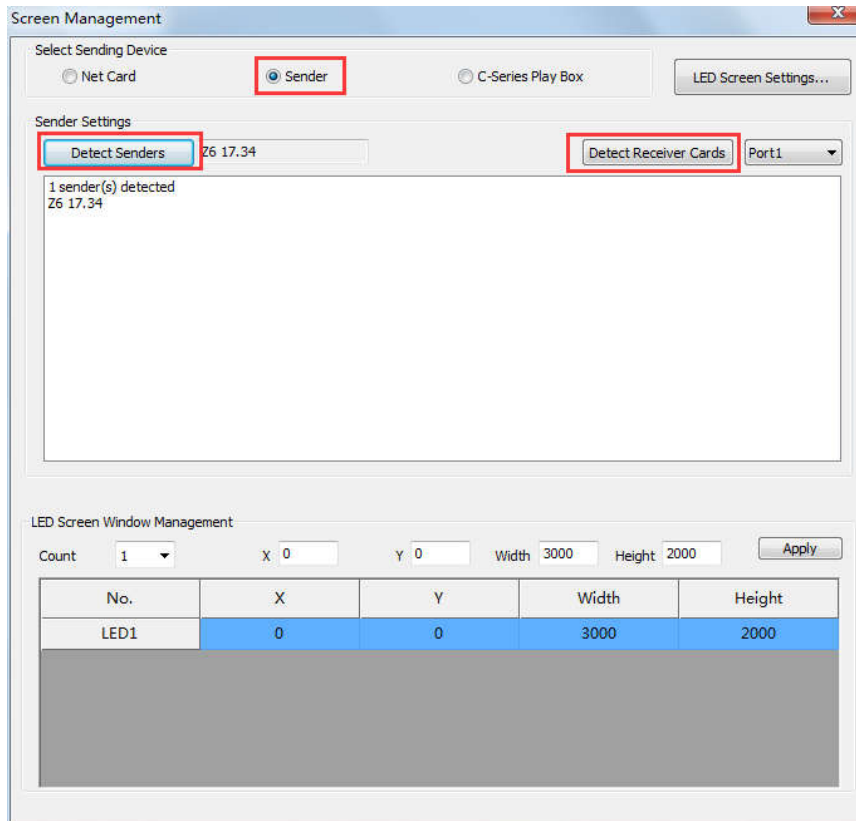 Screen Management
Select Sending Device
Net Card Sender C-Series Play Box LED Screen Settings...
Sender Settings
Detect Senders Z6 17.34 Detect Receiver Cards Port1
1 sender(s) detected
Z6 17.34
LED Screen Window Management
Count 1 X 0 Y 0 Width 3000 Height 2000 Apply
No. X Y Width Height
LED1 0 0 3000 2000